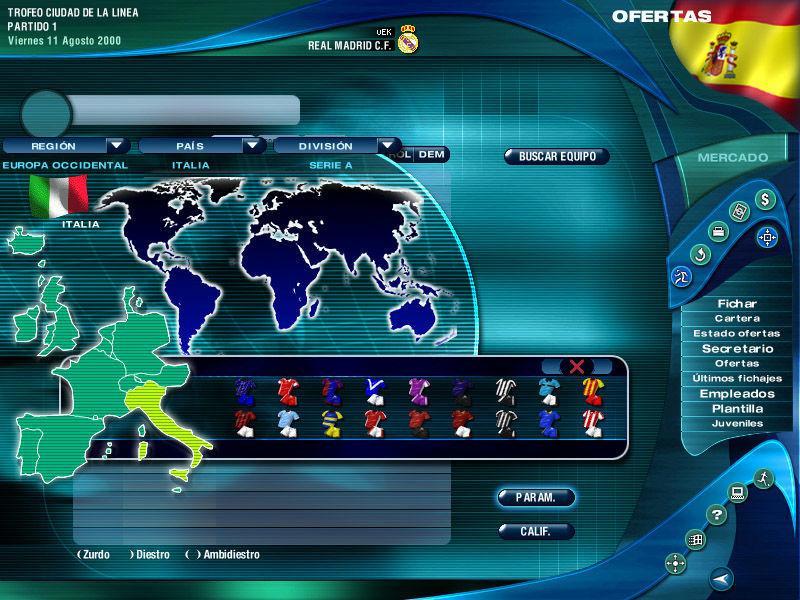 TROFEO CIUDAD DE LA LINEA
PARTIDO 1
Viernes 11 Agosto 2000
VEK
REAL MADRID C.F.
OFERTAS
REGIÓN
PAÍS
DIVISIÓN
ROL DEM
BUSCAR EQUIPO
EUROPA OCCIDENTAL
ITALIA
SERIE A
MERCADO
ITALIA
Fichar
Cartera
Estado ofertas
Secretario
Ofertas
Últimos fichajes
Empleados
Plantilla
Juveniles
PARAM.
CALIF.
( Zurdo ) Diestro ( ) Ambidiestro